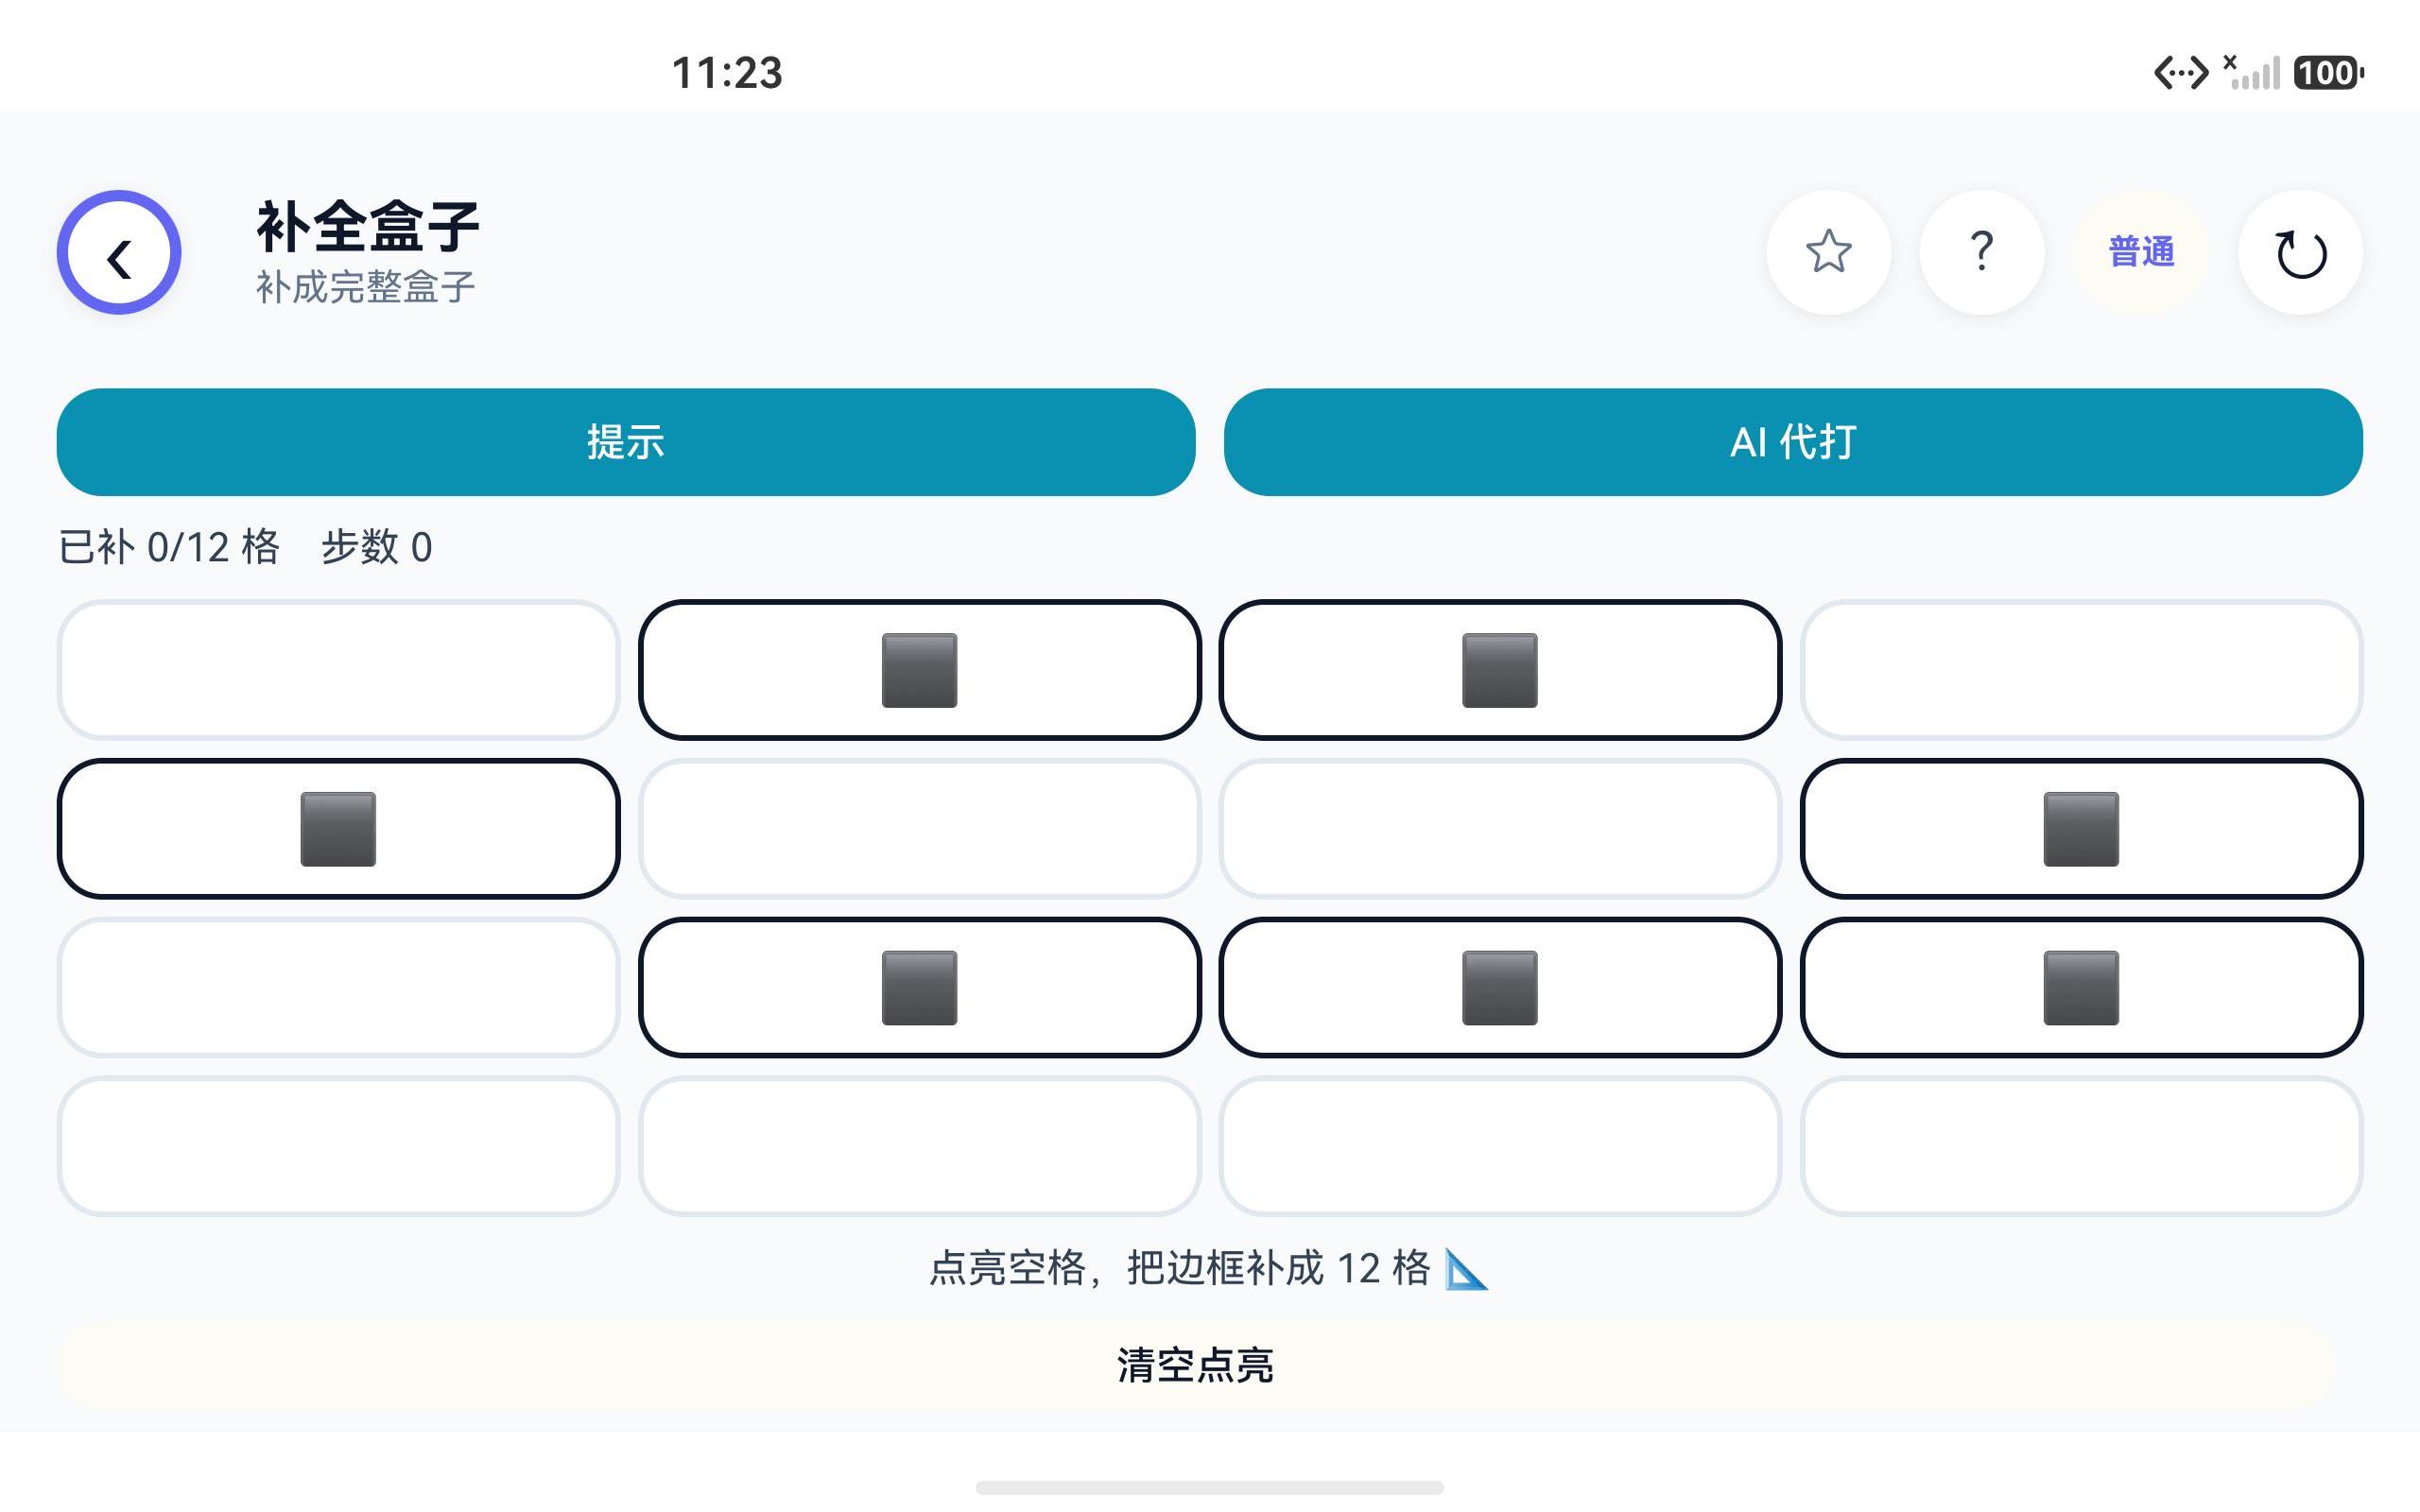 11:23
100
补全盒子
补成完整盒子
?
普通
提示
AI 代打
已补 0/12 格 步数 0
点亮空格，把边框补成 12 格
清空点亮